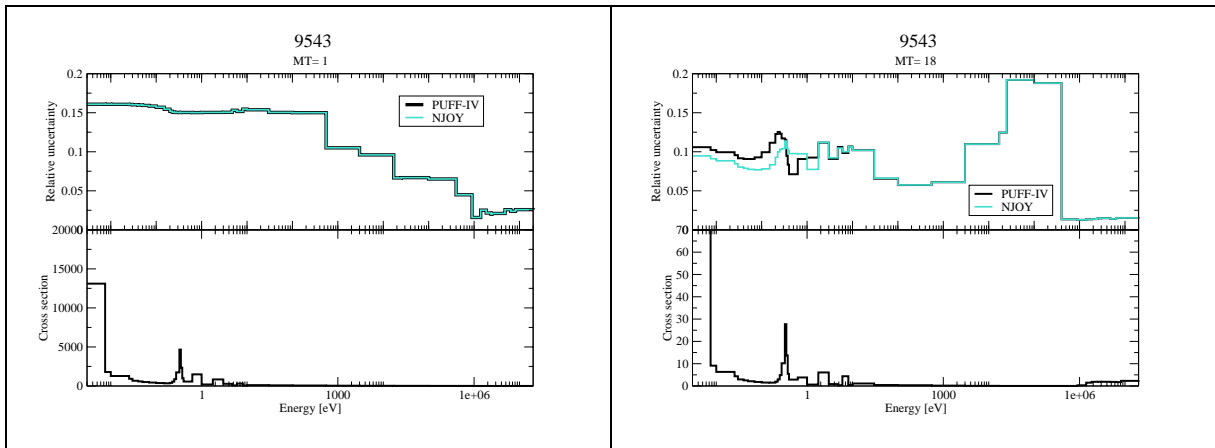 9543
MT= 1
0.2
0.15
0.1
0.05
0
Relative uncertainty
PUFF-IV
NJOY
20000
15000
10000
5000
0
Cross section
1
1000
1e+06
Energy [eV]
9543
MT= 18
0.2
0.15
0.1
0.05
0
Relative uncertainty
PUFF-IV
NJOY
70
60
50
40
30
20
10
0
Cross section
1
1000
1e+06
Energy [eV]